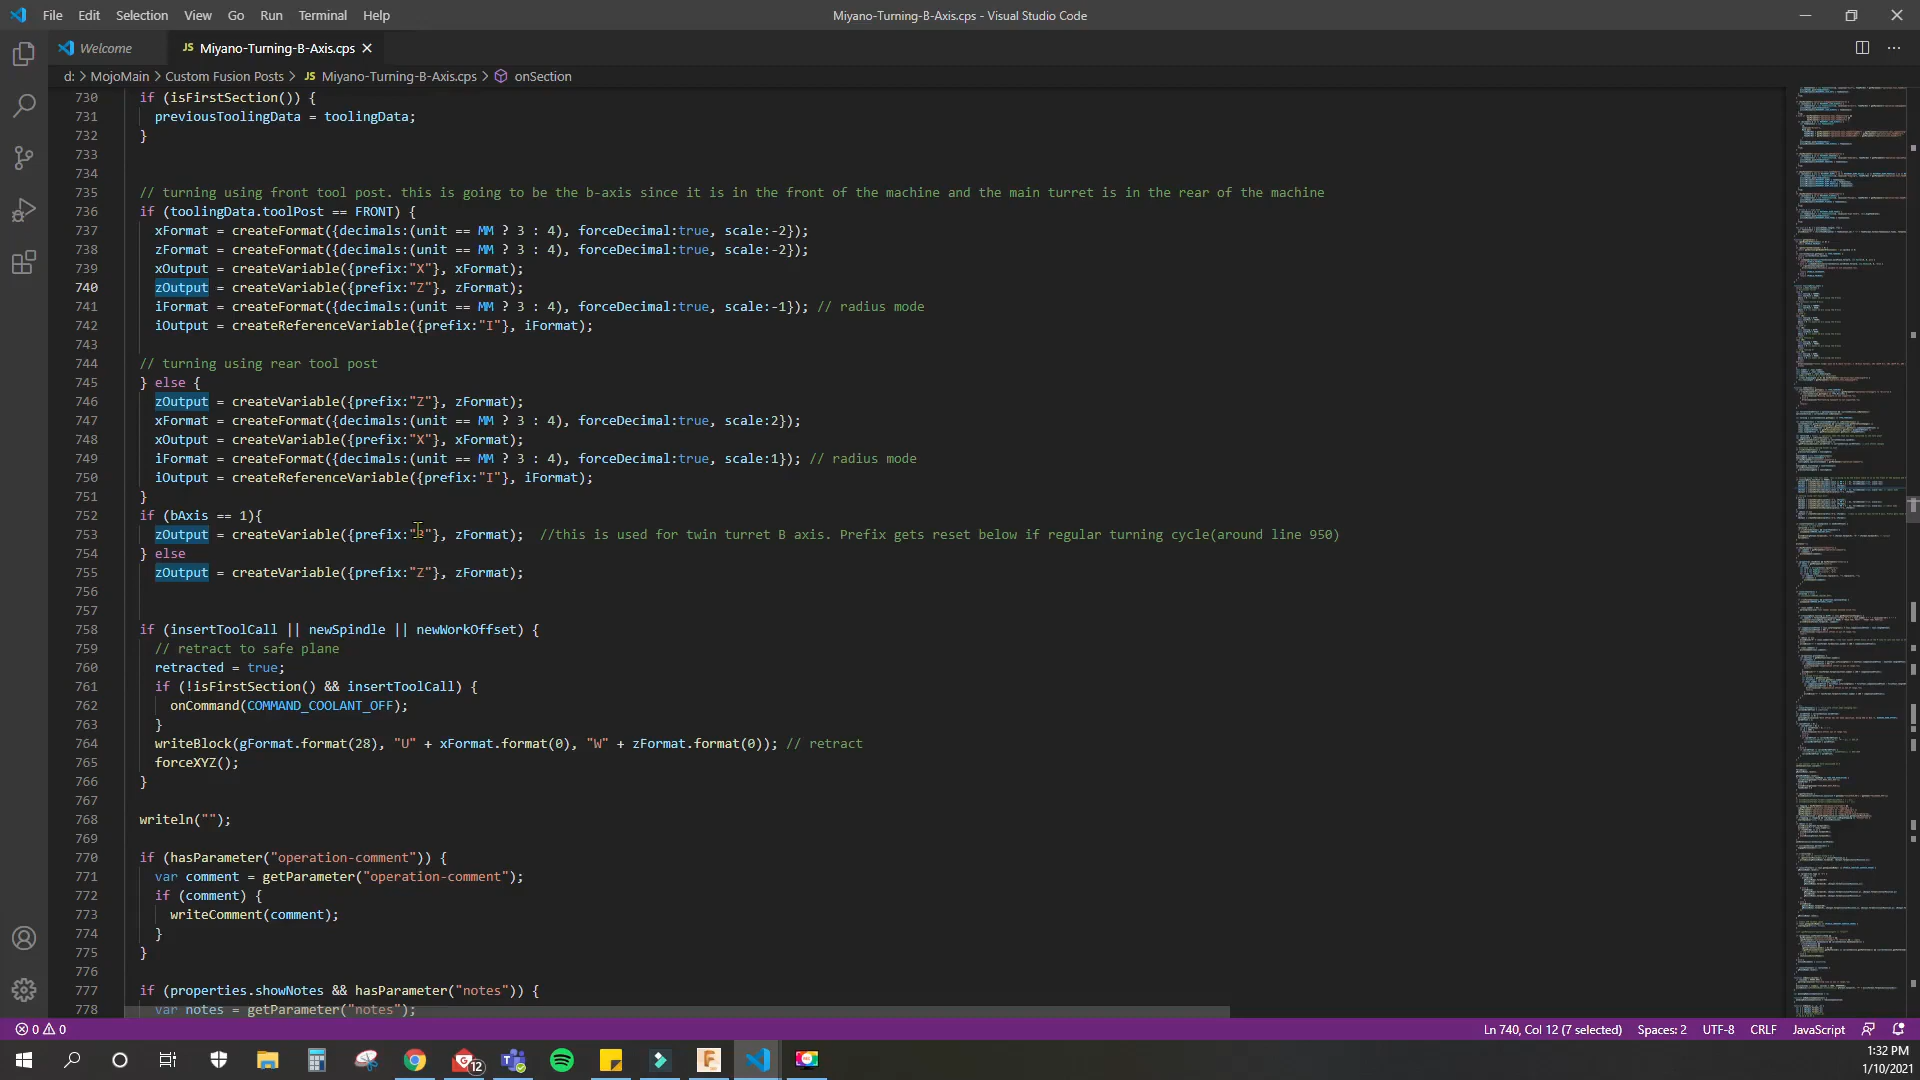 File Edit Selection View Go Run Terminal Help
Miyano-Turning-B-Axis.cps - Visual Studio Code
Welcome
JS Miyano-Turning-B-Axis.cps
d: > MojoMain > Custom Fusion Posts > JS Miyano-Turning-B-Axis.cps > onSection
730 if (isFirstSection()) {
731 previousToolingData = toolingData;
732 }
733
734
735 // turning using front tool post. this is going to be the b-axis since it is in the front of the machine and the main turret is in the rear of the machine
736 if (toolingData.toolPost == FRONT) {
737 xFormat = createFormat({decimals:(unit == MM ? 3 : 4), forceDecimal:true, scale:-2});
738 zFormat = createFormat({decimals:(unit == MM ? 3 : 4), forceDecimal:true, scale:-2});
739 xOutput = createVariable({prefix:"X"}, xFormat);
740 zOutput = createVariable({prefix:"Z"}, zFormat);
741 iFormat = createFormat({decimals:(unit == MM ? 3 : 4), forceDecimal:true, scale:-1}); // radius mode
742 iOutput = createReferenceVariable({prefix:"I"}, iFormat);
743
744 // turning using rear tool post
745 } else {
746 zOutput = createVariable({prefix:"Z"}, zFormat);
747 xFormat = createFormat({decimals:(unit == MM ? 3 : 4), forceDecimal:true, scale:2});
748 xOutput = createVariable({prefix:"X"}, xFormat);
749 iFormat = createFormat({decimals:(unit == MM ? 3 : 4), forceDecimal:true, scale:1}); // radius mode
750 iOutput = createReferenceVariable({prefix:"I"}, iFormat);
751 }
752 if (bAxis == 1){
753 zOutput = createVariable({prefix:""}, zFormat); //this is used for twin turret B axis. Prefix gets reset below if regular turning cycle(around line 950)
754 } else
755 zOutput = createVariable({prefix:"Z"}, zFormat);
756
757
758 if (insertToolCall || newSpindle || newWorkOffset) {
759 // retract to safe plane
760 retracted = true;
761 if (!isFirstSection() && insertToolCall) {
762 onCommand(COMMAND_COOLANT_OFF);
763 }
764 writeBlock(gFormat.format(28), "U" + xFormat.format(0), "W" + zFormat.format(0)); // retract
765 forceXYZ();
766 }
767
768 writeln("");
769
770 if (hasParameter("operation-comment")) {
771 var comment = getParameter("operation-comment");
772 if (comment) {
773 writeComment(comment);
774 }
775 }
776
777 if (properties.showNotes && hasParameter("notes")) {
778 var notes = getParameter("notes");
0 0
Ln 740, Col 12 (7 selected) Spaces: 2 UTF-8 CRLF JavaScript
12
1:32 PM
1/10/2021